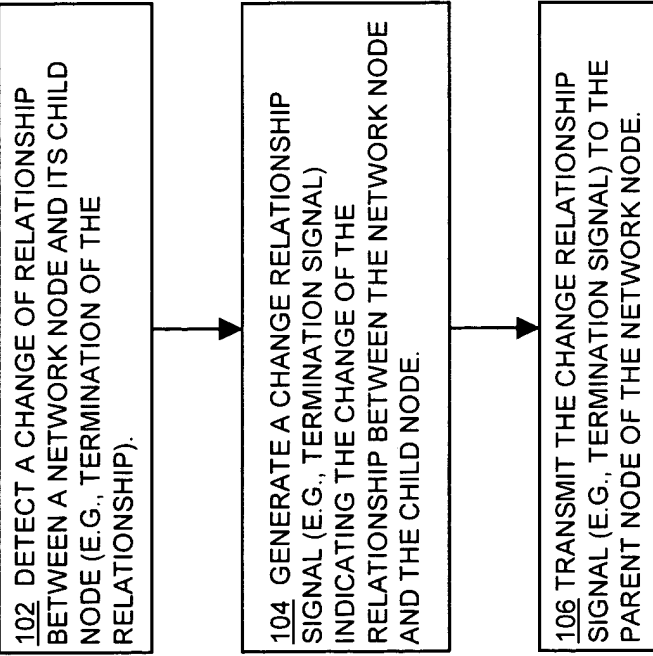 102 DETECT A CHANGE OF RELATIONSHIP
BETWEEN A NETWORK NODE AND ITS CHILD
NODE (E.G., TERMINATION OF THE
RELATIONSHIP).
104 GENERATE A CHANGE RELATIONSHIP
SIGNAL (E.G., TERMINATION SIGNAL)
INDICATING THE CHANGE OF THE
RELATIONSHIP BETWEEN THE NETWORK NODE
AND THE CHILD NODE.
106 TRANSMIT THE CHANGE RELATIONSHIP
SIGNAL (E.G., TERMINATION SIGNAL) TO THE
PARENT NODE OF THE NETWORK NODE.